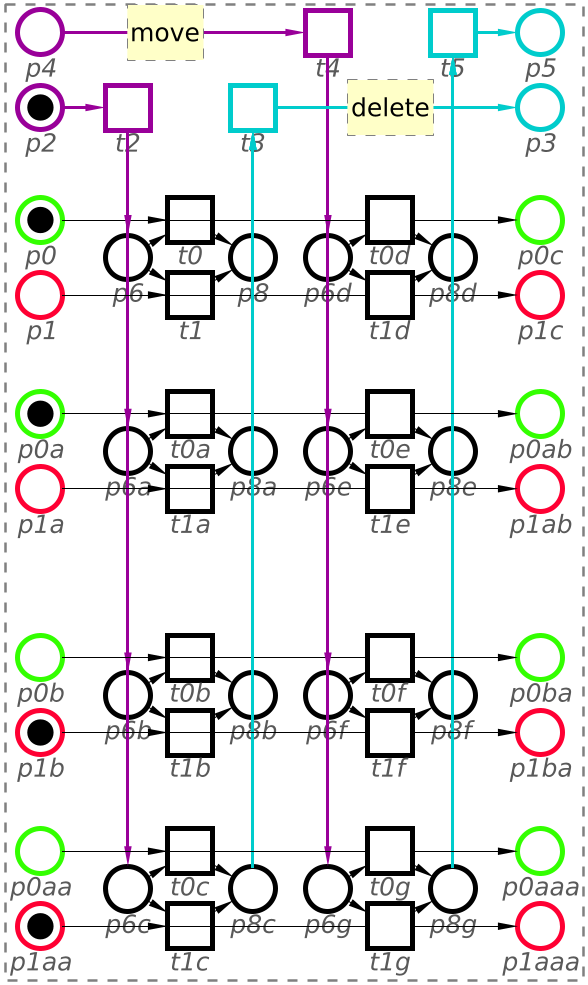 move
p4 t4 t5 p5
delete
p2 t2 t3 p3
p0 t0 t0d p0c
p6 p8 p6d p8d
p1 t1 t1d p1c
p0a t0a t0e p0ab
p6a p8a p6e p8e
p1a t1a t1e p1ab
p0b t0b t0f p0ba
p6b p8b p6f p8f
p1b t1b t1f p1ba
p0aa t0c t0g p0aaa
p6c p8c p6g p8g
p1aa t1c t1g p1aaa